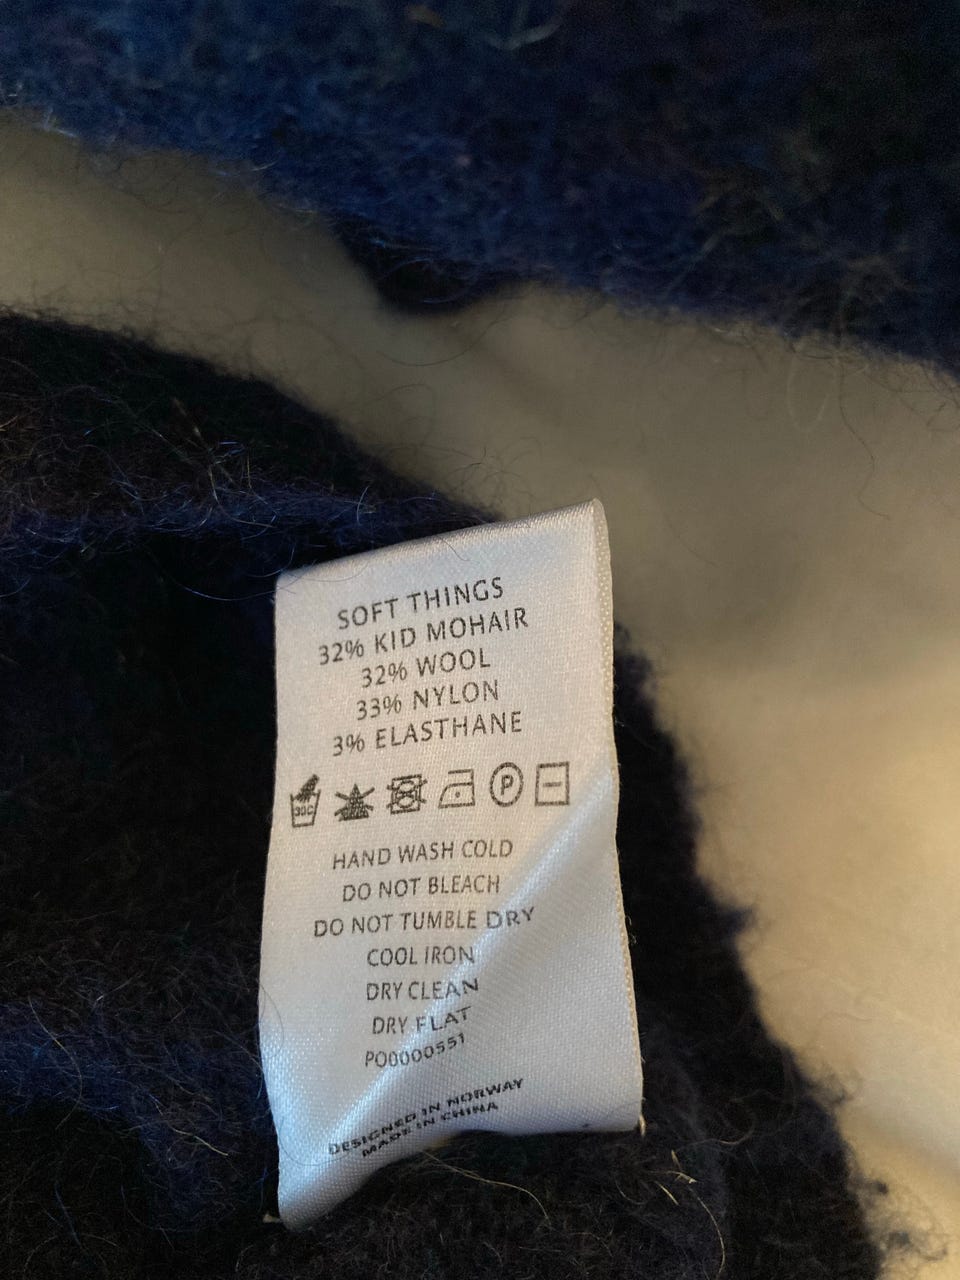 SOFT THINGS
32% KID MOHAIR
32% WOOL
33% NYLON
3% ELASTHANE
30C P
HAND WASH COLD
DO NOT BLEACH
DO NOT TUMBLE DRY
COOL IRON
DRY CLEAN
DRY FLAT
PO0000551
DESIGNED IN NORWAY
MADE IN CHINA